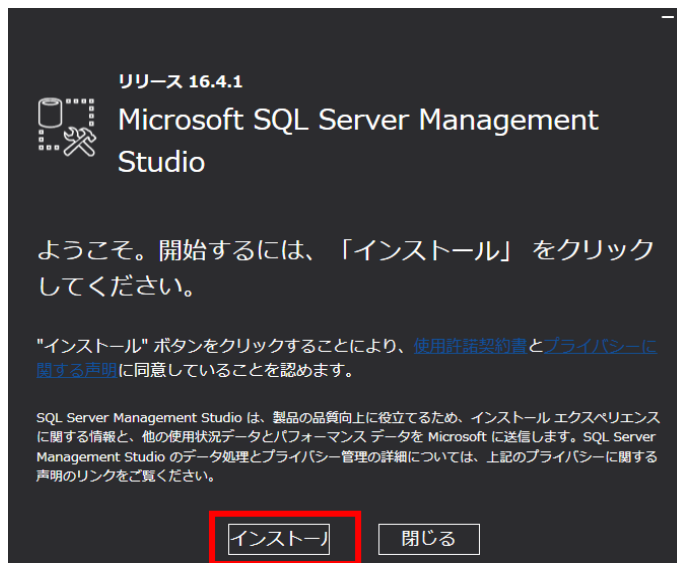 リリース 16.4.1
Microsoft SQL Server Management
Studio
ようこそ。開始するには、「インストール」 をクリック
してください。
"インストール" ボタンをクリックすることにより、使用許諾契約書とプライバシーに
関する声明に同意していることを認めます。
SQL Server Management Studio は、製品の品質向上に役立てるため、インストール エクスペリエンス
に関する情報と、他の使用状況データとパフォーマンス データを Microsoft に送信します。SQL Server
Management Studio のデータ処理とプライバシー管理の詳細については、上記のプライバシーに関する
声明のリンクをご覧ください。
インストール 閉じる